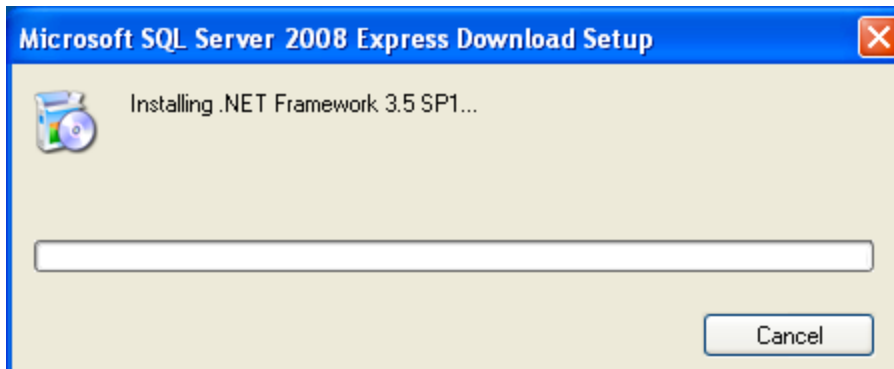 Microsoft SQL Server 2008 Express Download Setup
Installing .NET Framework 3.5 SP1...
Cancel